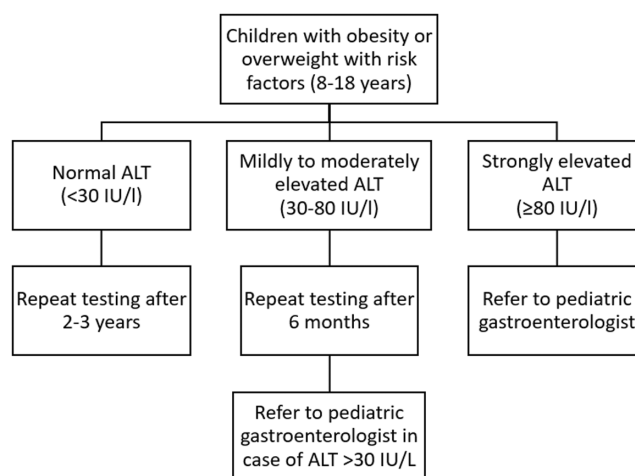 Children with obesity or
overweight with risk
factors (8-18 years)
Normal ALT
(<30 IU/l)
Mildly to moderately
elevated ALT
(30-80 IU/l)
Strongly elevated
ALT
(≥80 IU/l)
Repeat testing after
2-3 years
Repeat testing after
6 months
Refer to pediatric
gastroenterologist
Refer to pediatric
gastroenterologist in
case of ALT >30 IU/L